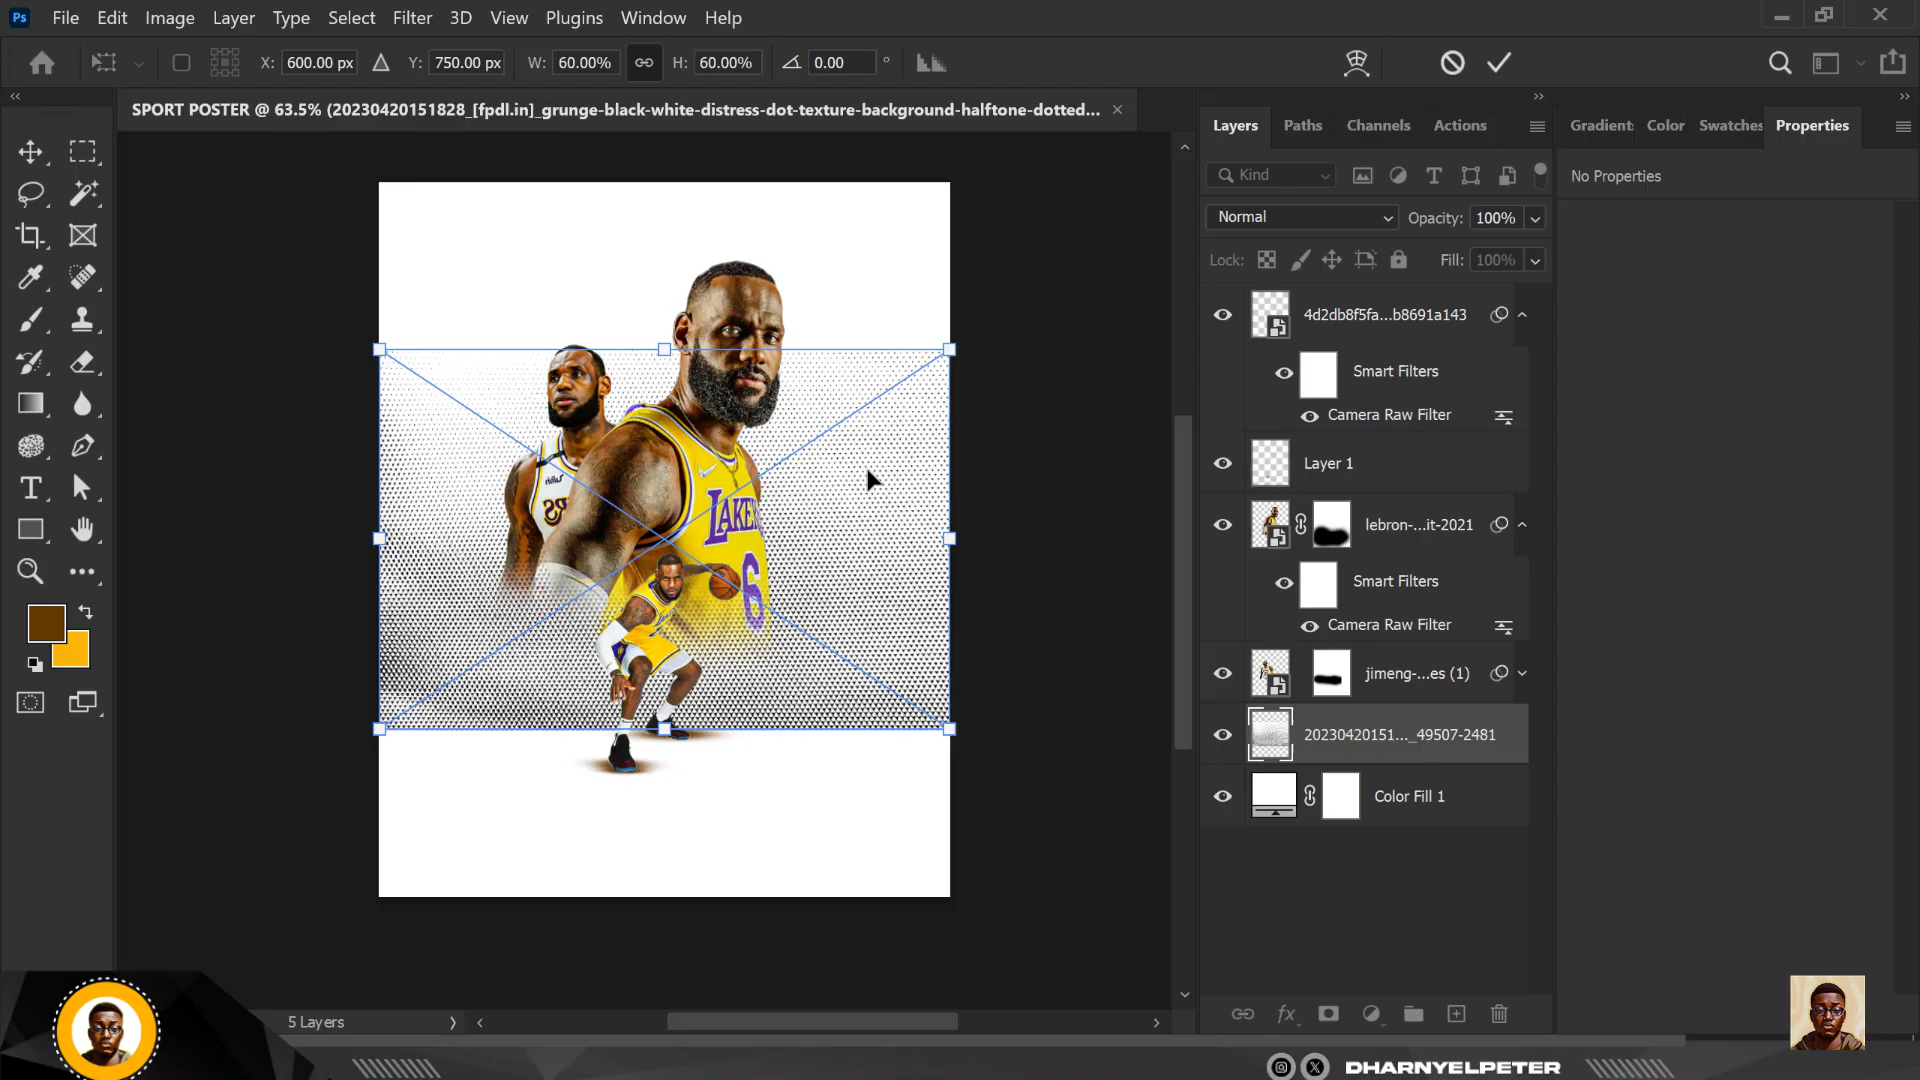 Ps File Edit Image Layer Type Select Filter 3D View Plugins Window Help
X: 600.00 px Y: 750.00 px W: 60.00% H: 60.00% 0.00 °
SPORT POSTER @ 63.5% (20230420151828_[fpdl.in]_grunge-black-white-distress-dot-texture-background-halftone-dotted... ×
Layers Paths Channels Actions
Gradient Color Swatches Properties
Kind
No Properties
Normal Opacity: 100%
Lock: Fill: 100%
4d2db8f5fa...b8691a143
Smart Filters
Camera Raw Filter
Layer 1
lebron-...it-2021
Smart Filters
Camera Raw Filter
jimeng-...es (1)
20230420151..._49507-2481
Color Fill 1
LAKE
6
5 Layers
fx
DHARNYELPETER